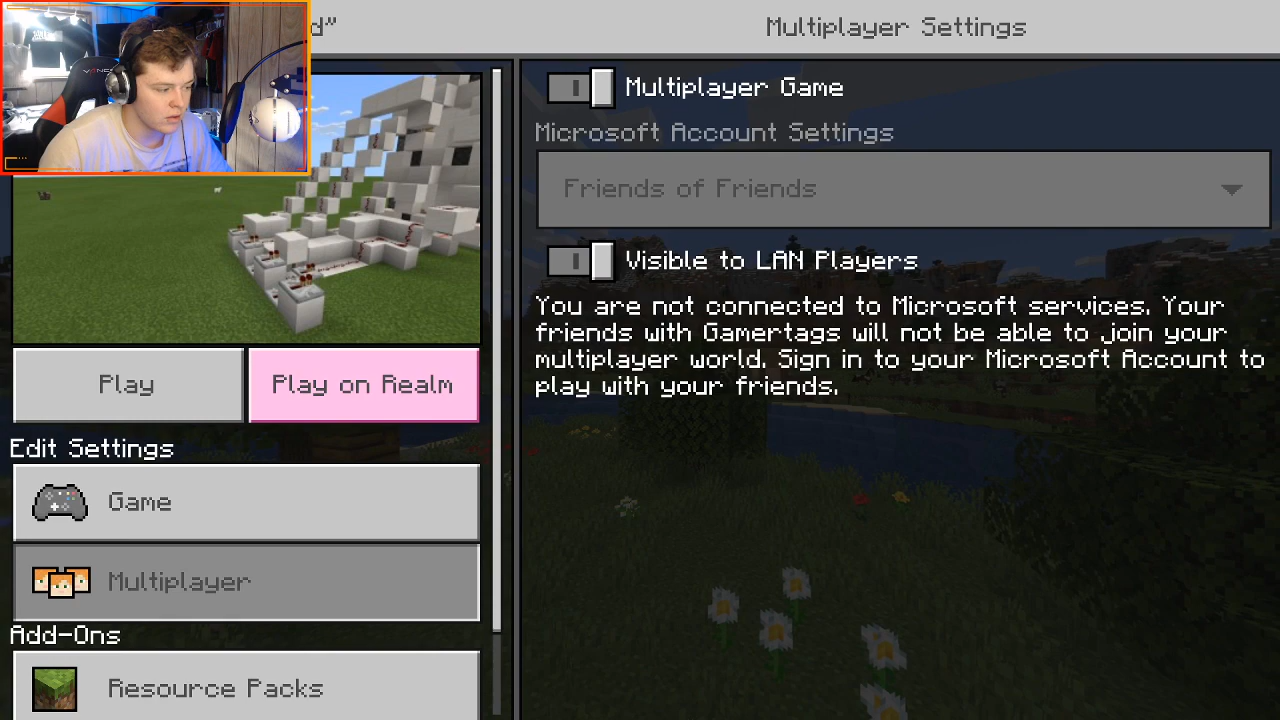 d"
Multiplayer Settings
Multiplayer Game
Microsoft Account Settings
Friends of Friends
Visible to LAN Players
You are not connected to Microsoft services. Your
friends with Gamertags will not be able to join your
multiplayer world. Sign in to your Microsoft Account to
play with your friends.
Play
Play on Realm
Edit Settings
Game
Multiplayer
Add-Ons
Resource Packs